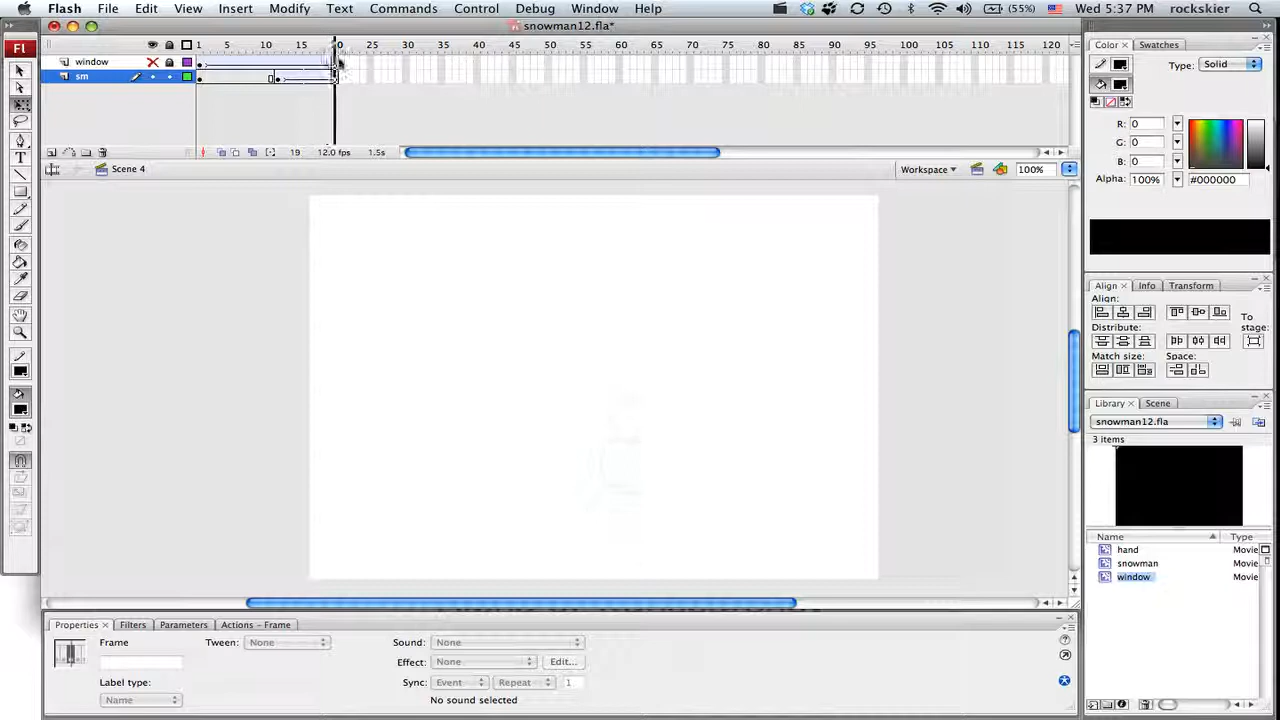 Flash File Edit View Insert Modify Text Commands Control Debug Window Help (55%) Wed 5:37 PM rockskier
snowman12.fla*
Fl
1 5 10 15 20 25 30 35 40 45 50 55 60 65 70 75 80 85 90 95 100 105 110 115 120
window
sm
19 12.0 fps 1.5s
Scene 4 Workspace 100%
Color Swatches
Type: Solid
R: 0
G: 0
B: 0
Alpha: 100% #000000
Align Info Transform
Align:
To
Distribute: stage:
Match size: Space:
Library Scene
snowman12.fla
3 items
Name Type
hand Movie
snowman Movie
window Movie
Properties Filters Parameters Actions - Frame
Frame Tween: None Sound: None
Effect: None Edit...
Label type: Sync: Event Repeat 1
Name No sound selected